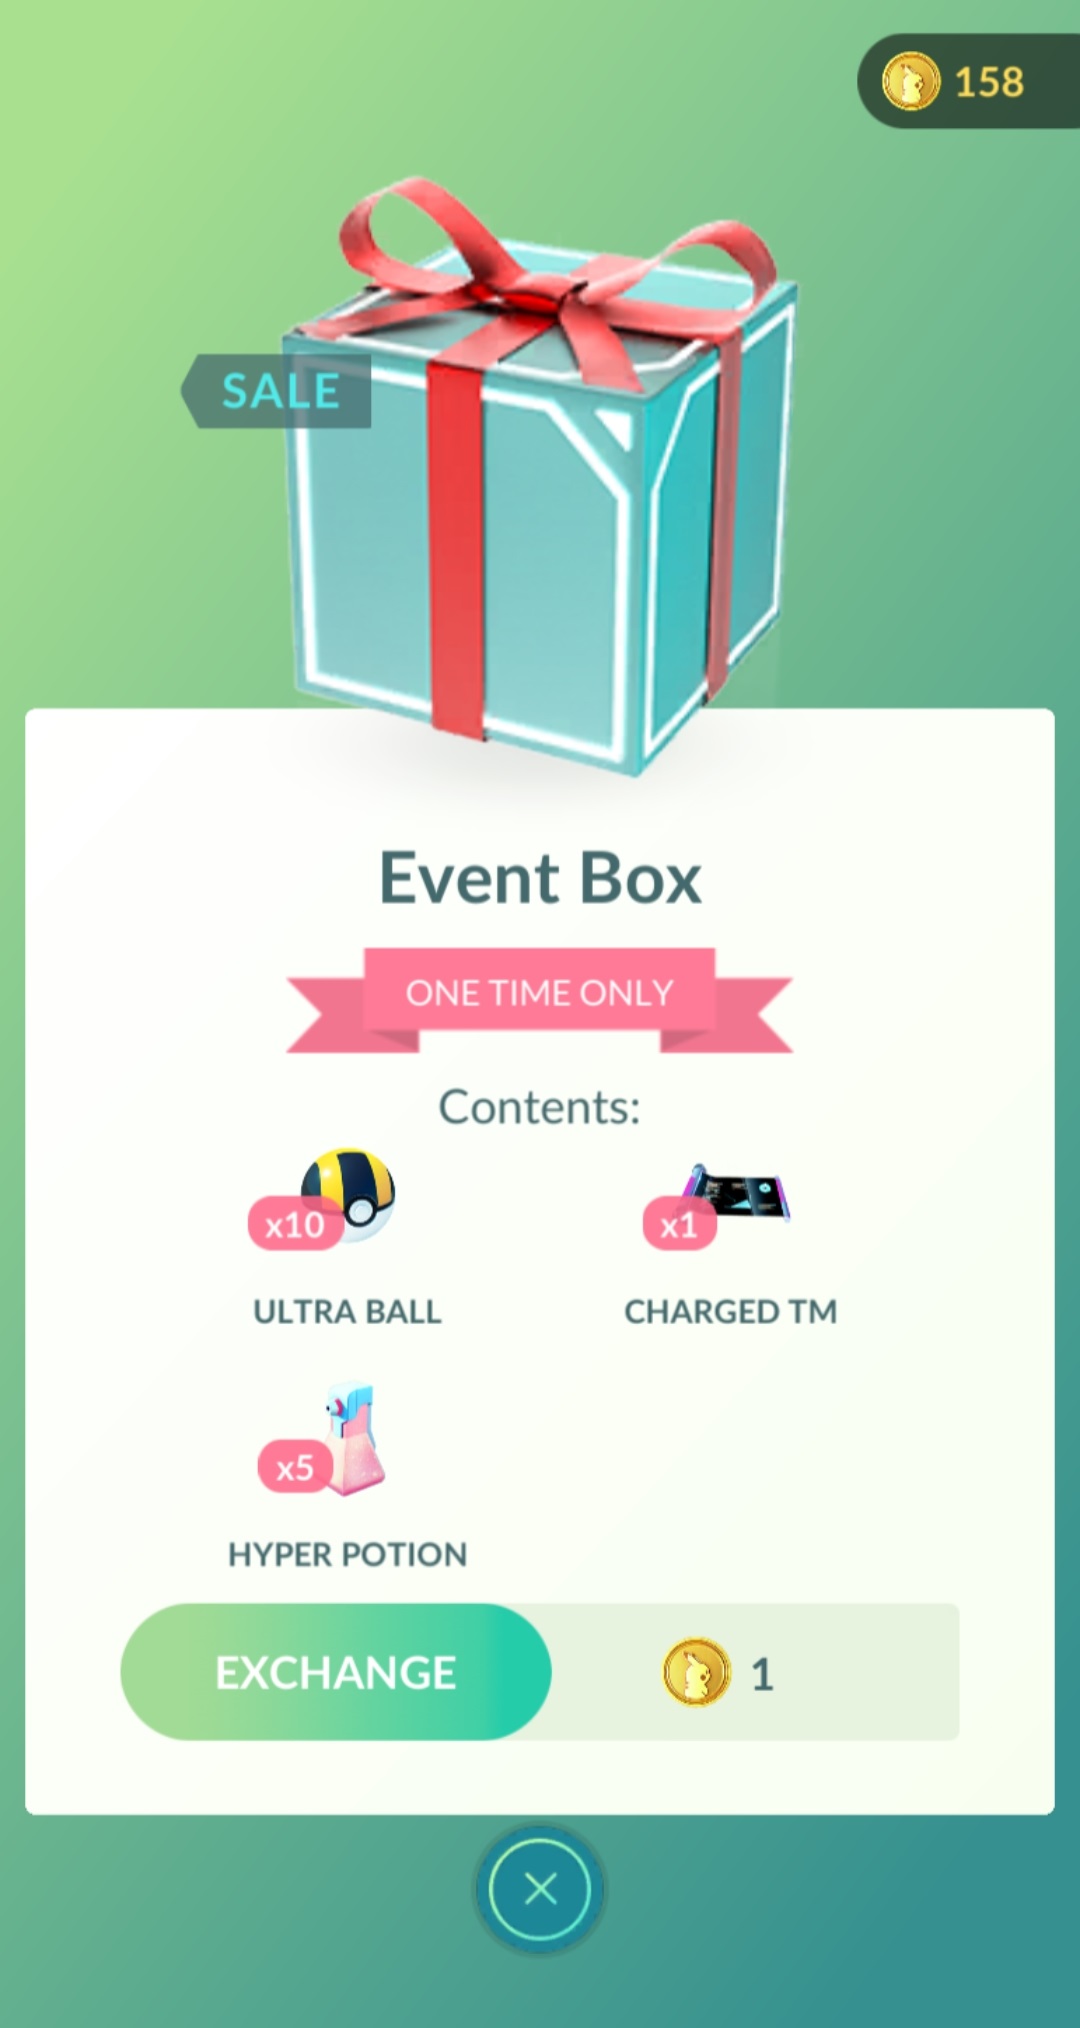 158
SALE
Event Box
ONE TIME ONLY
Contents:
x10
x1
ULTRA BALL
CHARGED TM
x5
HYPER POTION
EXCHANGE
1